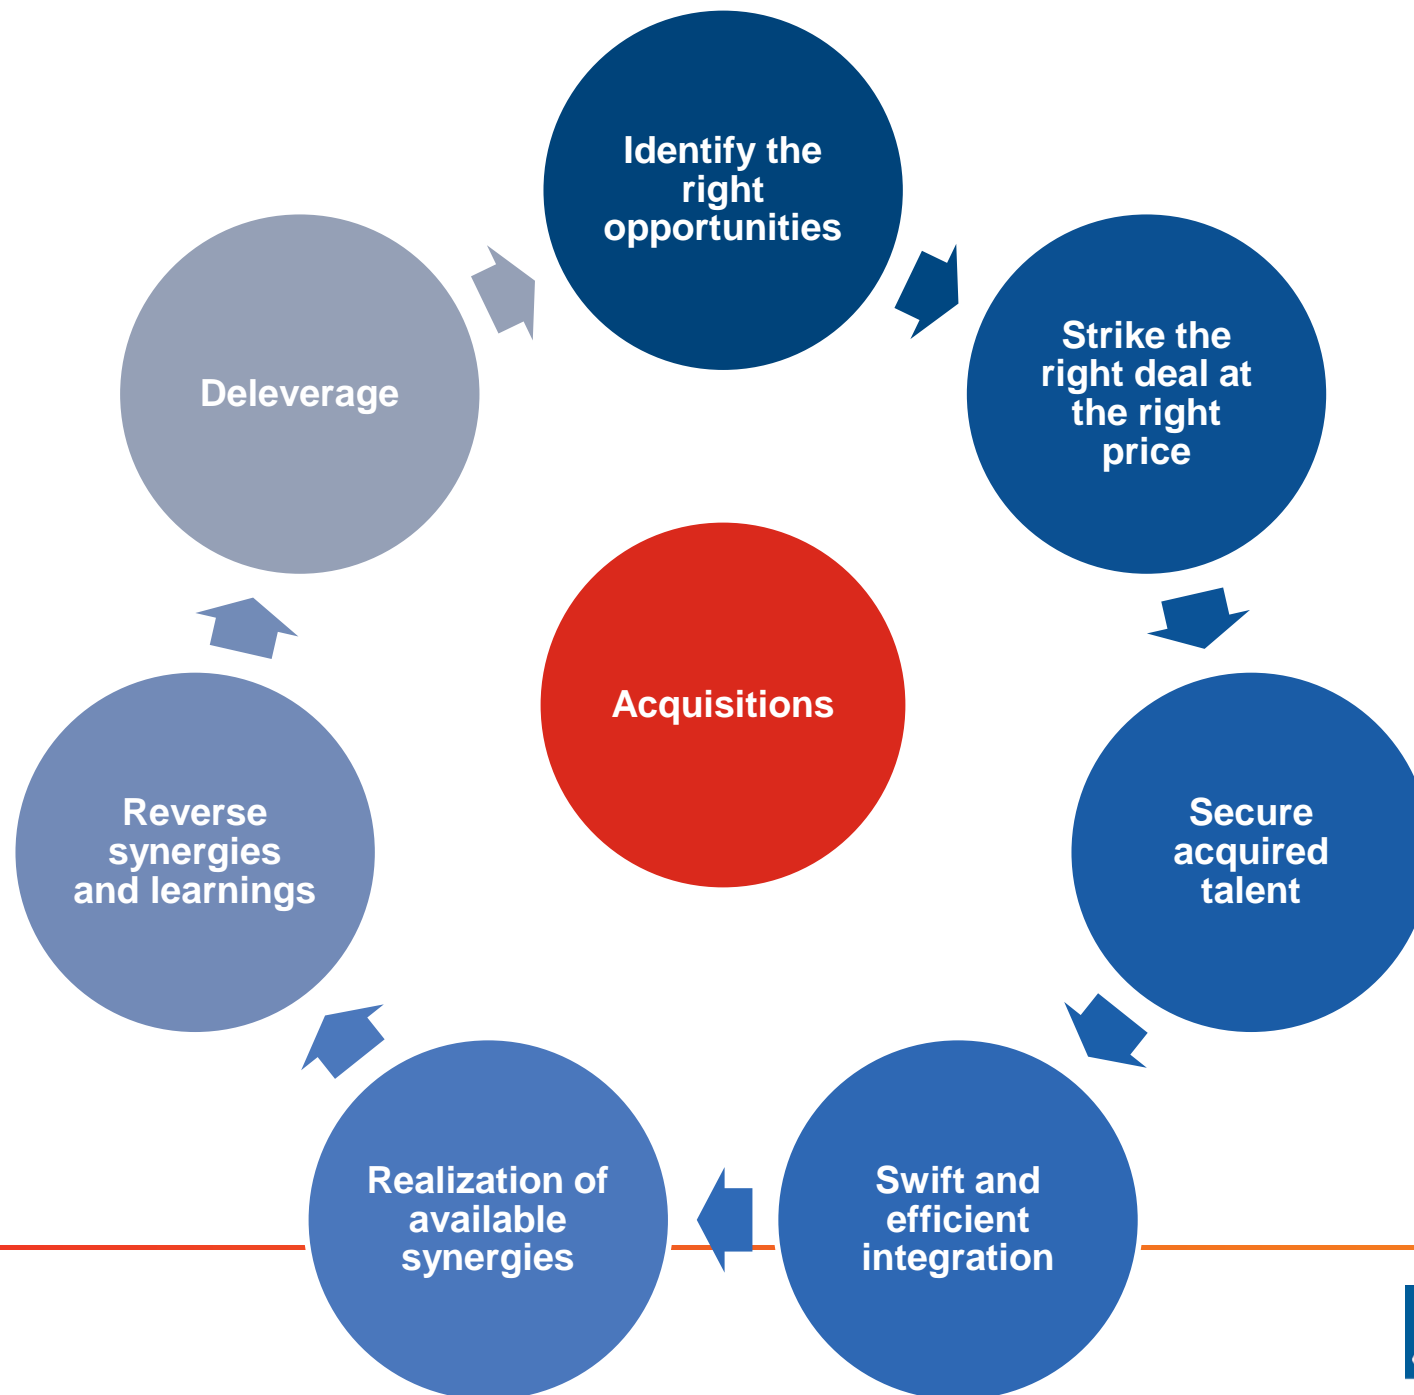 Identify the
right
opportunities
Strike the
right deal at
the right
price
Secure
acquired
talent
Swift and
efficient
integration
Realization of
available
synergies
Reverse
synergies
and learnings
Deleverage
Acquisitions